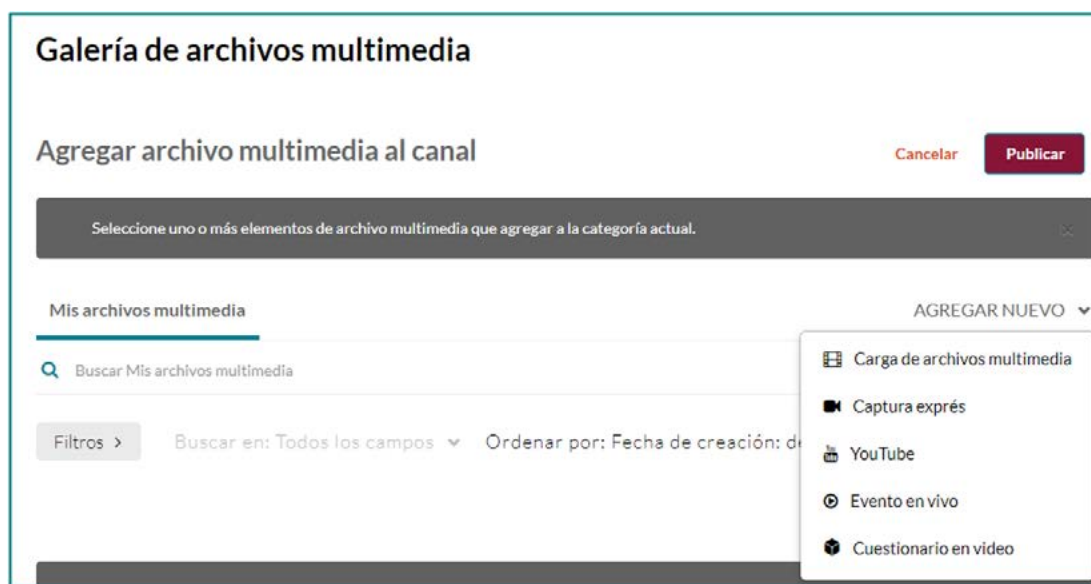 Galería de archivos multimedia
Agregar archivo multimedia al canal
Cancelar
Publicar
Seleccione uno o más elementos de archivo multimedia que agregar a la categoría actual.
Mis archivos multimedia
AGREGAR NUEVO
Buscar Mis archivos multimedia
Filtros >
Buscar en: Todos los campos
Ordenar por: Fecha de creación:
Carga de archivos multimedia
Captura exprés
YouTube
Evento en vivo
Cuestionario en video